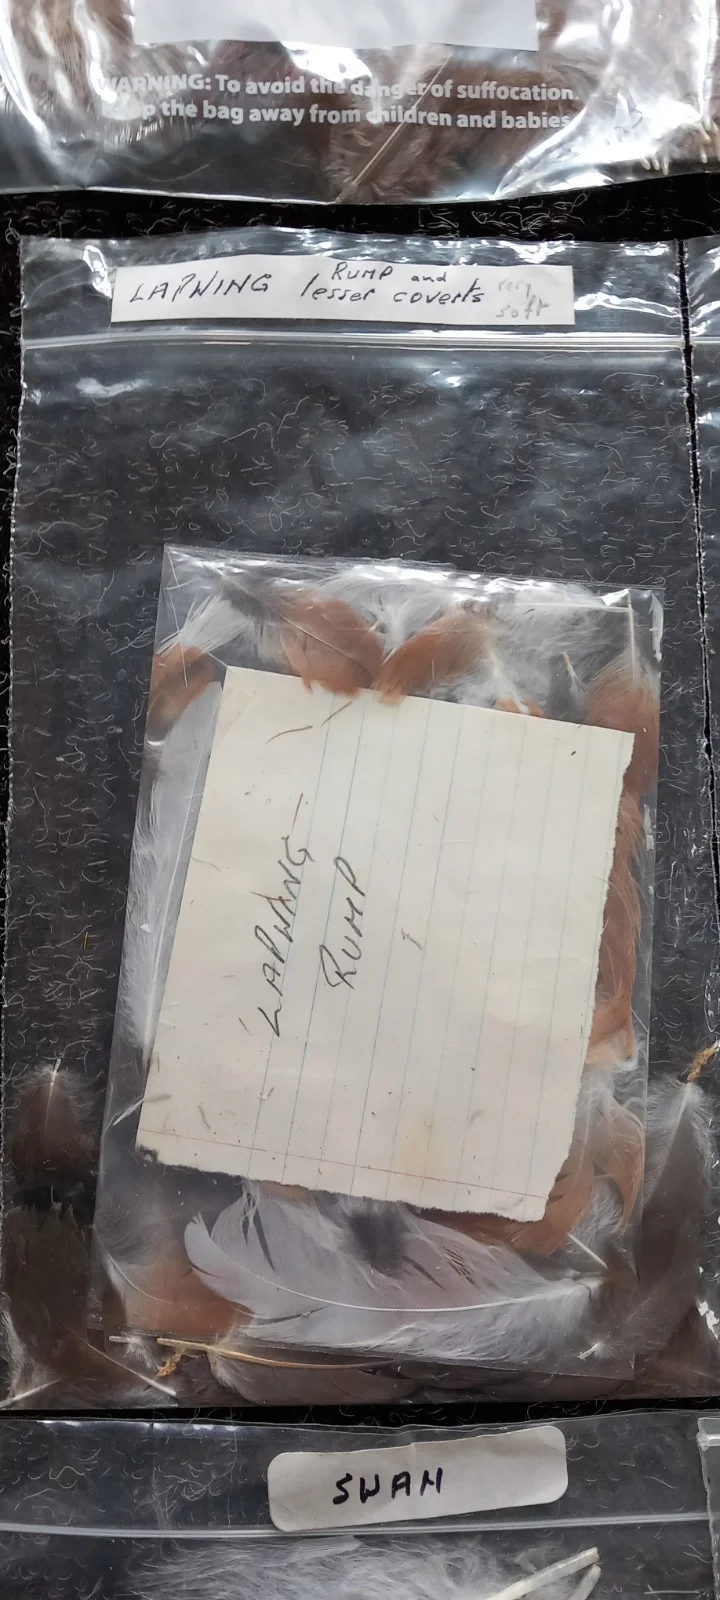 WARNING: To avoid the danger of suffocation.
the bag away from children and babies
LAPWING RUMP and
lesser coverts very
soft
LAPWING
RUMP
SWAN